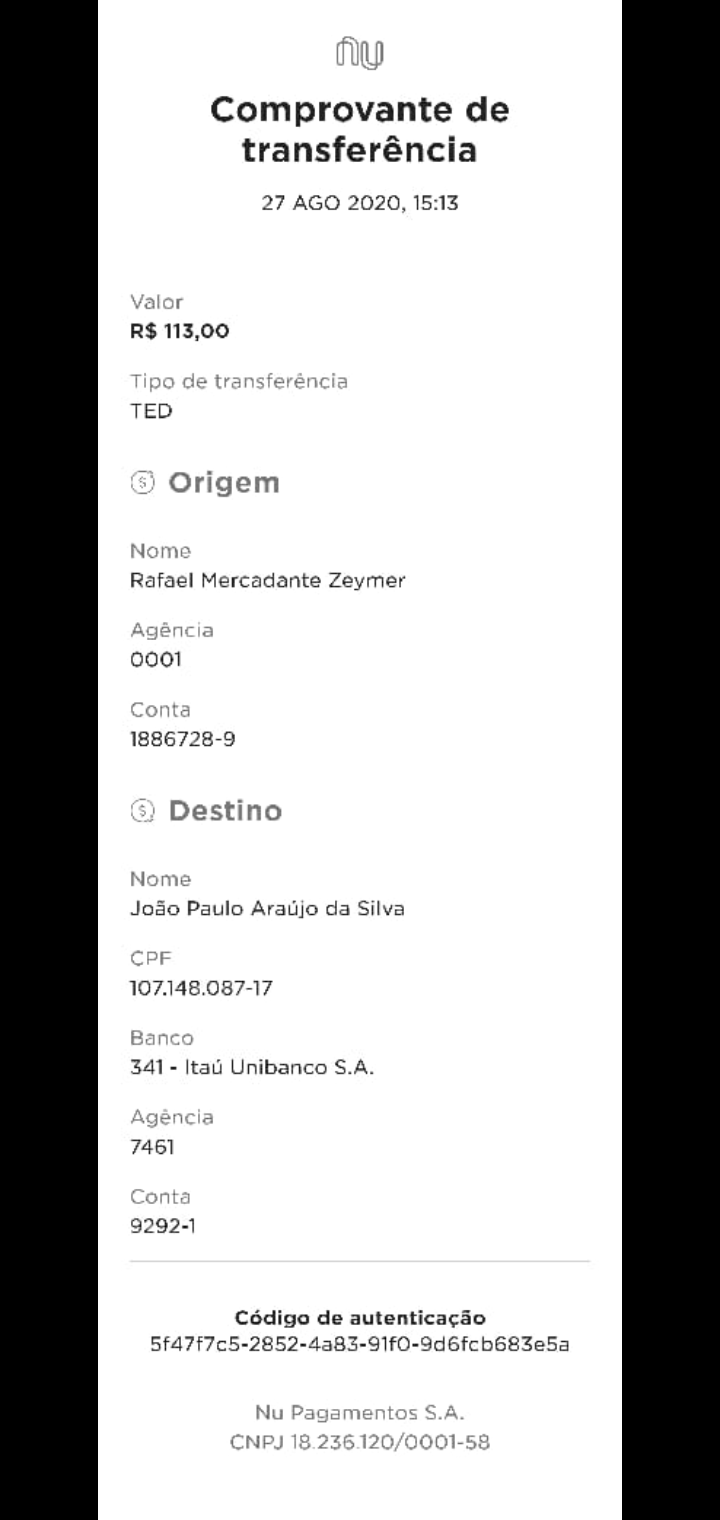 nu
Comprovante de
transferência
27 AGO 2020, 15:13
Valor
R$ 113,00
Tipo de transferência
TED
Origem
Nome
Rafael Mercadante Zeymer
Agência
0001
Conta
1886728-9
Destino
Nome
João Paulo Araújo da Silva
CPF
107.148.087-17
Banco
341 - Itaú Unibanco S.A.
Agência
7461
Conta
9292-1
Código de autenticação
5f47f7c5-2852-4a83-91f0-9d6fcb683e5a
Nu Pagamentos S.A.
CNPJ 18.236.120/0001-58